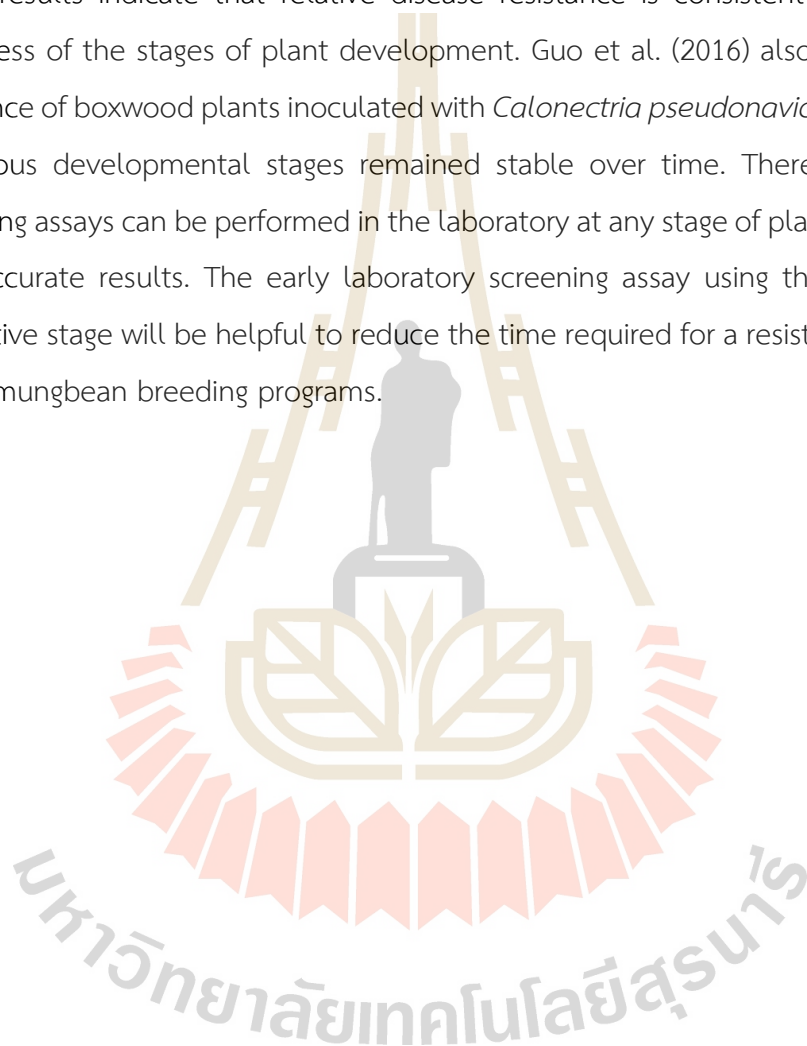 results indicate that relative disease resistance is consistent
ess of the stages of plant development. Guo et al. (2016) also
nce of boxwood plants inoculated with Calonectria pseudonavic
ous developmental stages remained stable over time. There
ng assays can be performed in the laboratory at any stage of pla
ccurate results. The early laboratory screening assay using th
tive stage will be helpful to reduce the time required for a resist
mungbean breeding programs.
มหาวิทยาลัยเทคโนโลยีสุรนารี